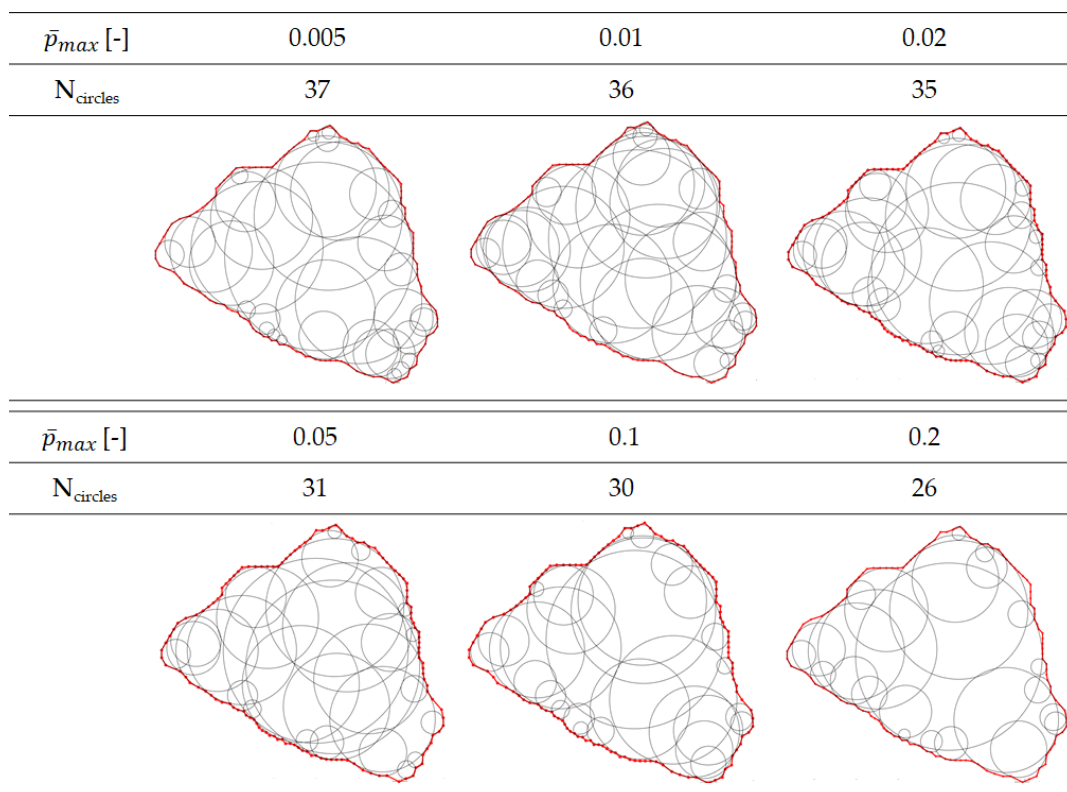 p̄max [-] 0.005 0.01 0.02
Ncircles 37 36 35
p̄max [-] 0.05 0.1 0.2
Ncircles 31 30 26